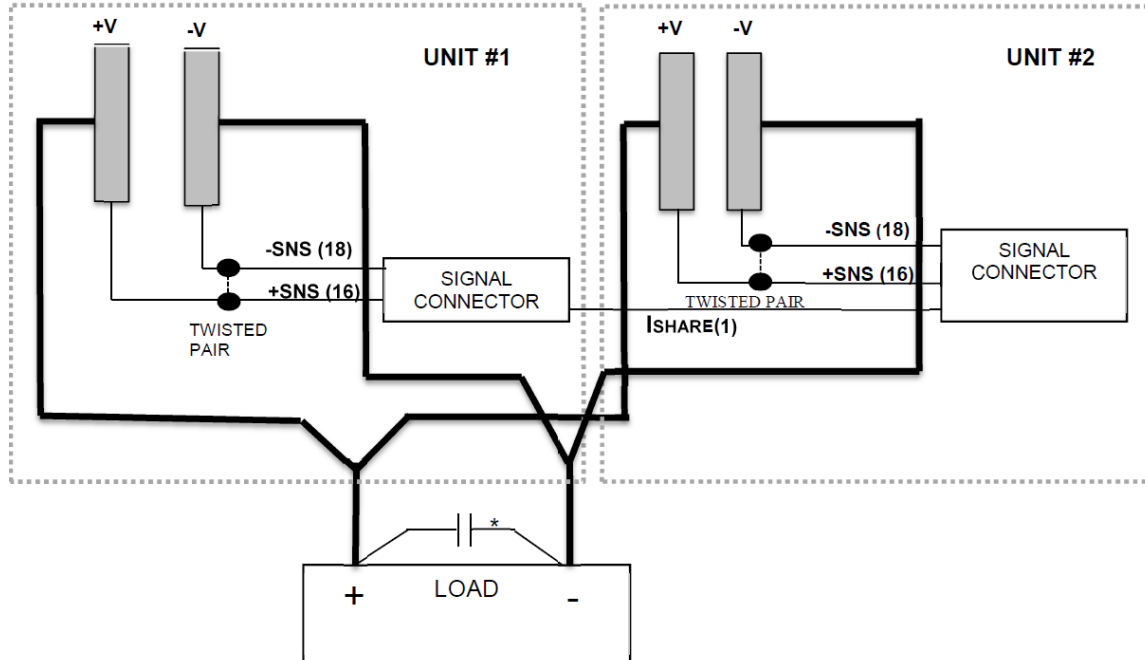 +V
-V
UNIT #1
-SNS (18)
+SNS (16)
TWISTED
PAIR
SIGNAL
CONNECTOR
+V
-V
UNIT #2
-SNS (18)
+SNS (16)
TWISTED PAIR
ISHARE(1)
SIGNAL
CONNECTOR
*
+ LOAD -